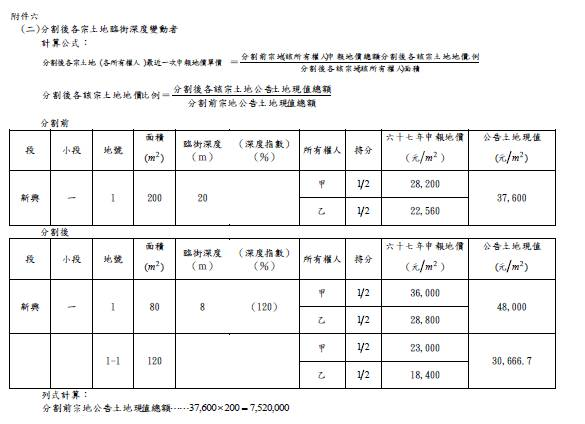 附件六
(二)分割後各宗土地臨街深度變動者
計算公式：
分割後各宗土地(各所有權人)最近一次申報地價單價 ＝ 分割前宗地(該所有權人)申報地價總額分割後各該宗土地地價比例
分割後各該宗地(該所有權人)面積
分割後各該宗土地地價比例＝ 分割後各該宗土地公告土地現值總額
分割前宗地公告土地現值總額
分割前
段 小段 地號 面積 (m²) 臨街深度 (m) (深度指數) (%) 所有權人 持分 六十七年申報地價 (元/m²) 公告土地現值 (元/m²)
新興 一 1 200 20 甲 1/2 28,200 37,600
乙 1/2 22,560
分割後
段 小段 地號 面積 (m²) 臨街深度 (m) (深度指數) (%) 所有權人 持分 六十七年申報地價 (元/m²) 公告土地現值 (元/m²)
新興 一 1 80 8 (120) 甲 1/2 36,000 48,000
乙 1/2 28,800
1-1 120 甲 1/2 23,000 30,666.7
乙 1/2 18,400
列式計算：
分割前宗地公告土地現值總額⋯⋯37,600×200＝7,520,000